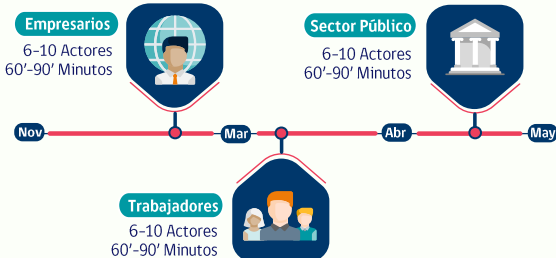 Empresarios
6-10 Actores
60'-90' Minutos
Sector Público
6-10 Actores
60'-90' Minutos
Nov
Mar
Abr
May
Trabajadores
6-10 Actores
60'-90' Minutos